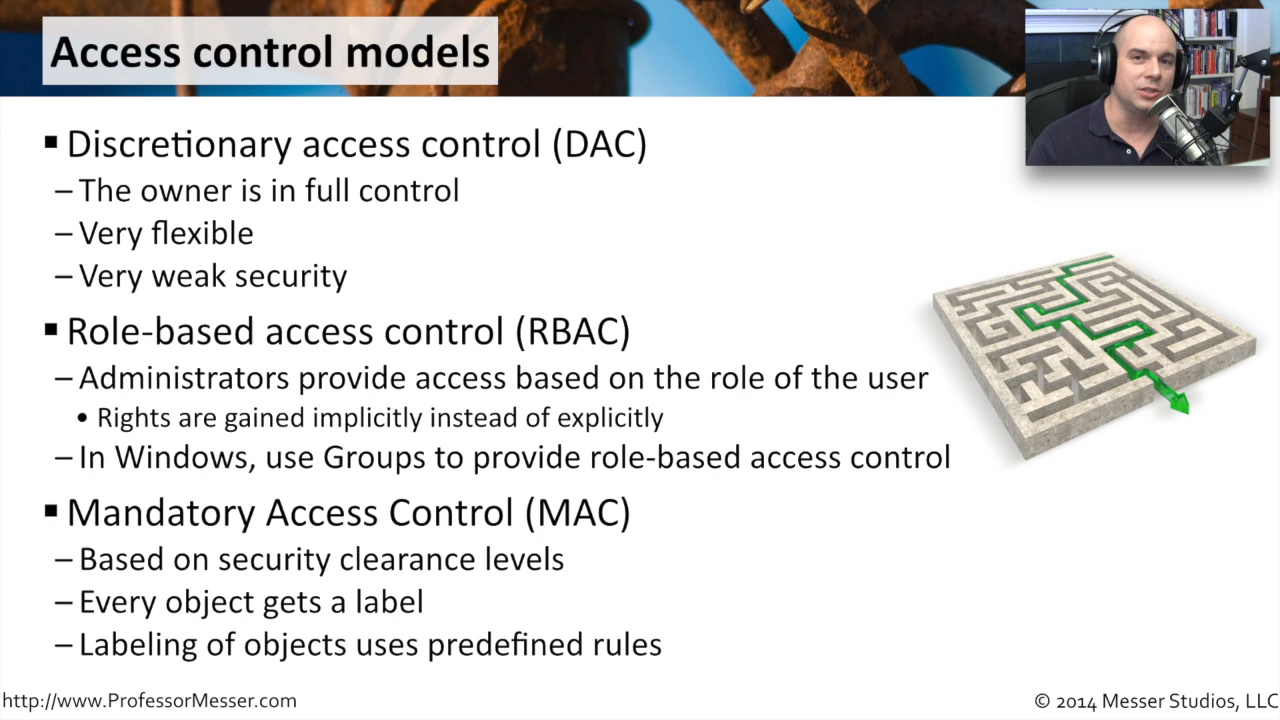 Access control models
▪ Discretionary access control (DAC)
– The owner is in full control
– Very flexible
– Very weak security
▪ Role-based access control (RBAC)
– Administrators provide access based on the role of the user
• Rights are gained implicitly instead of explicitly
– In Windows, use Groups to provide role-based access control
▪ Mandatory Access Control (MAC)
– Based on security clearance levels
– Every object gets a label
– Labeling of objects uses predefined rules
http://www.ProfessorMesser.com
© 2014 Messer Studios, LLC